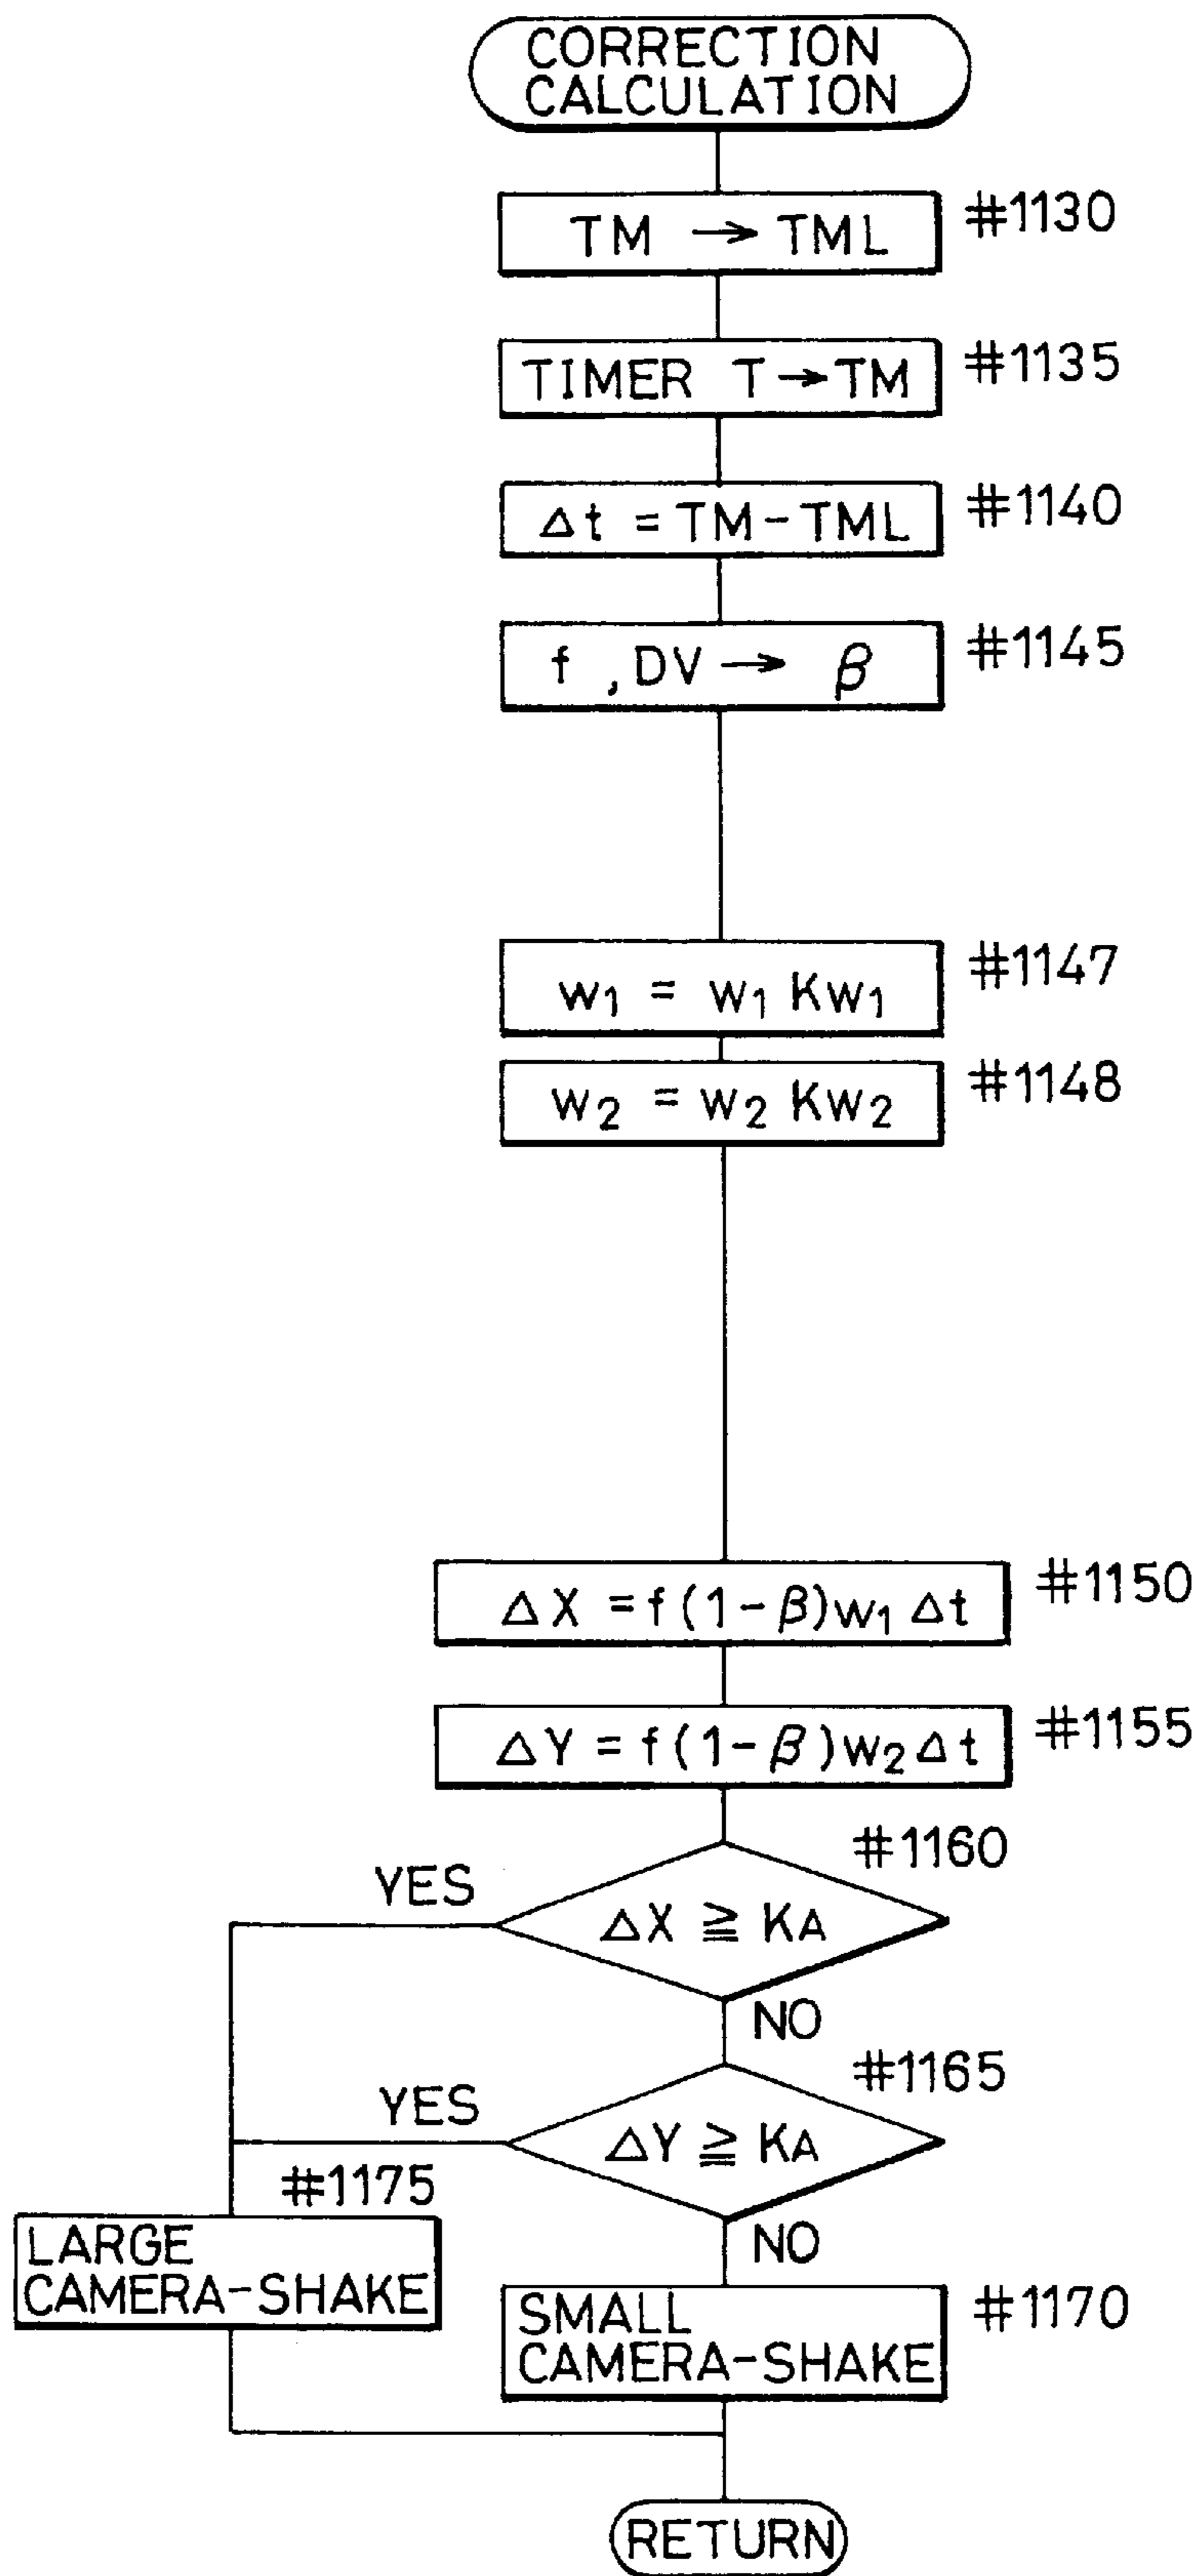 CORRECTION
CALCULATION
TM → TML #1130
TIMER T → TM #1135
Δt = TM - TML #1140
f , DV → β #1145
w₁ = w₁ Kw₁ #1147
w₂ = w₂ Kw₂ #1148
ΔX = f(1-β)w₁ Δt #1150
ΔY = f(1-β)w₂ Δt #1155
#1160
YES
ΔX ≧ KA
NO
#1165
YES
ΔY ≧ KA
NO
#1175
LARGE
CAMERA-SHAKE
SMALL
CAMERA-SHAKE
#1170
RETURN